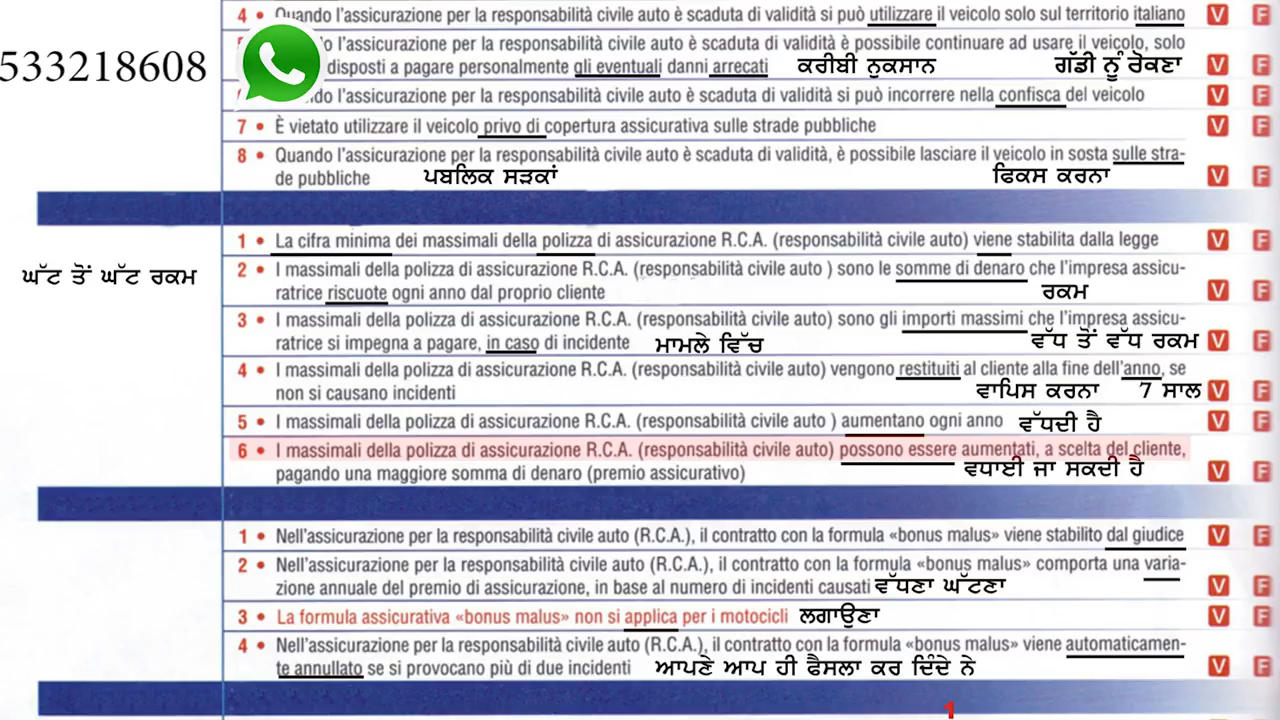 4 • Quando l'assicurazione per la responsabilità civile auto è scaduta di validità si può utilizzare il veicolo solo sul territorio italiano V F
533218608 do l'assicurazione per la responsabilità civile auto è scaduta di validità è possibile continuare ad usare il veicolo, solo
disposti a pagare personalmente gli eventuali danni arrecati ਕਰੀਬੀ ਨੁਕਸਾਨ ਗੱਡੀ ਨੂੰ ਰੋਕਣਾ V F
do l'assicurazione per la responsabilità civile auto è scaduta di validità si può incorrere nella confisca del veicolo V F
7 • È vietato utilizzare il veicolo privo di copertura assicurativa sulle strade pubbliche V F
8 • Quando l'assicurazione per la responsabilità civile auto è scaduta di validità, è possibile lasciare il veicolo in sosta sulle stra-
de pubbliche ਪਬਲਿਕ ਸੜਕਾਂ ਫਿਕਸ ਕਰਨਾ V F
1 • La cifra minima dei massimali della polizza di assicurazione R.C.A. (responsabilità civile auto) viene stabilita dalla legge V F
ਘੱਟ ਤੋਂ ਘੱਟ ਰਕਮ
2 • I massimali della polizza di assicurazione R.C.A. (responsabilità civile auto ) sono le somme di denaro che l'impresa assicu-
ratrice riscuote ogni anno dal proprio cliente ਰਕਮ V F
3 • I massimali della polizza di assicurazione R.C.A. (responsabilità civile auto) sono gli importi massimi che l'impresa assicu-
ratrice si impegna a pagare, in caso di incidente ਮਾਮਲੇ ਵਿੱਚ ਵੱਧ ਤੋਂ ਵੱਧ ਰਕਮ V F
4 • I massimali della polizza di assicurazione R.C.A. (responsabilità civile auto) vengono restituiti al cliente alla fine dell'anno, se
non si causano incidenti ਵਾਪਿਸ ਕਰਨਾ 7 ਸਾਲ V F
5 • I massimali della polizza di assicurazione R.C.A. (responsabilità civile auto ) aumentano ogni anno ਵੱਧਦੀ ਹੈ V F
6 • I massimali della polizza di assicurazione R.C.A. (responsabilità civile auto) possono essere aumentati, a scelta del cliente,
pagando una maggiore somma di denaro (premio assicurativo) ਵਧਾਈ ਜਾ ਸਕਦੀ ਹੈ V F
1 • Nell'assicurazione per la responsabilità civile auto (R.C.A.), il contratto con la formula «bonus malus» viene stabilito dal giudice V F
2 • Nell'assicurazione per la responsabilità civile auto (R.C.A.), il contratto con la formula «bonus malus» comporta una varia-
zione annuale del premio di assicurazione, in base al numero di incidenti causati ਵੱਧਣਾ ਘੱਟਣਾ V F
3 • La formula assicurativa «bonus malus» non si applica per i motocicli ਲਗਾਉਣਾ V F
4 • Nell'assicurazione per la responsabilità civile auto (R.C.A.), il contratto con la formula «bonus malus» viene automaticamen-
te annullato se si provocano più di due incidenti ਆਪਣੇ ਆਪ ਹੀ ਫੈਸਲਾ ਕਰ ਦਿੰਦੇ ਨੇ V F
1